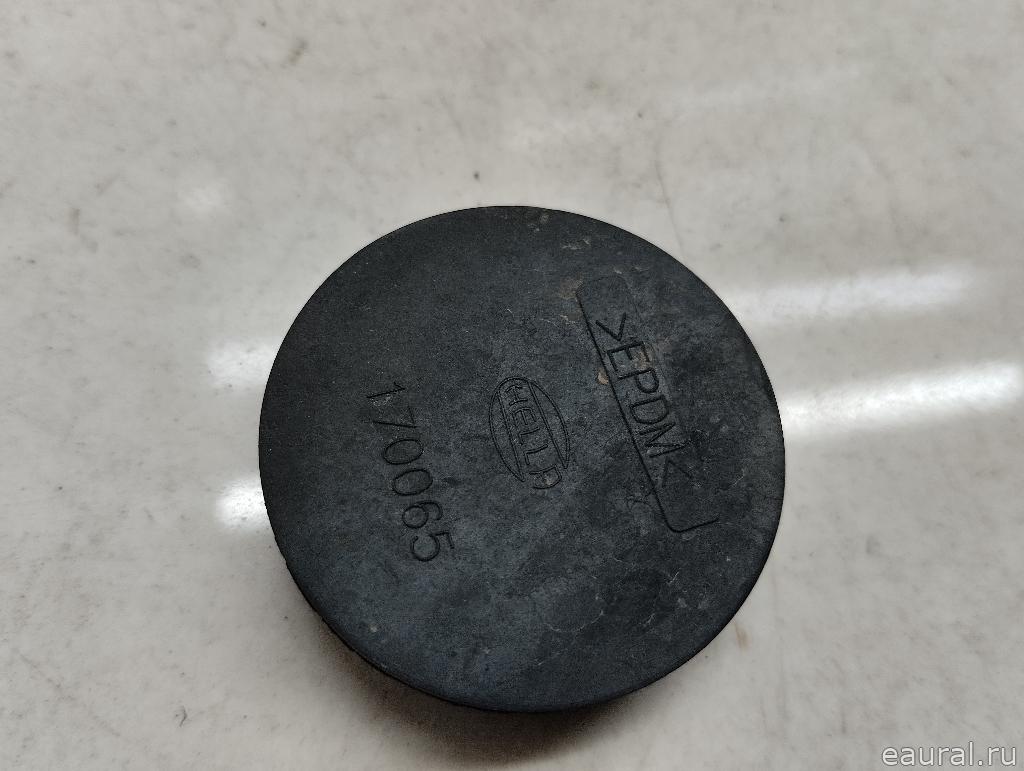 >EPDM<
HELLA
170065
eaural.ru